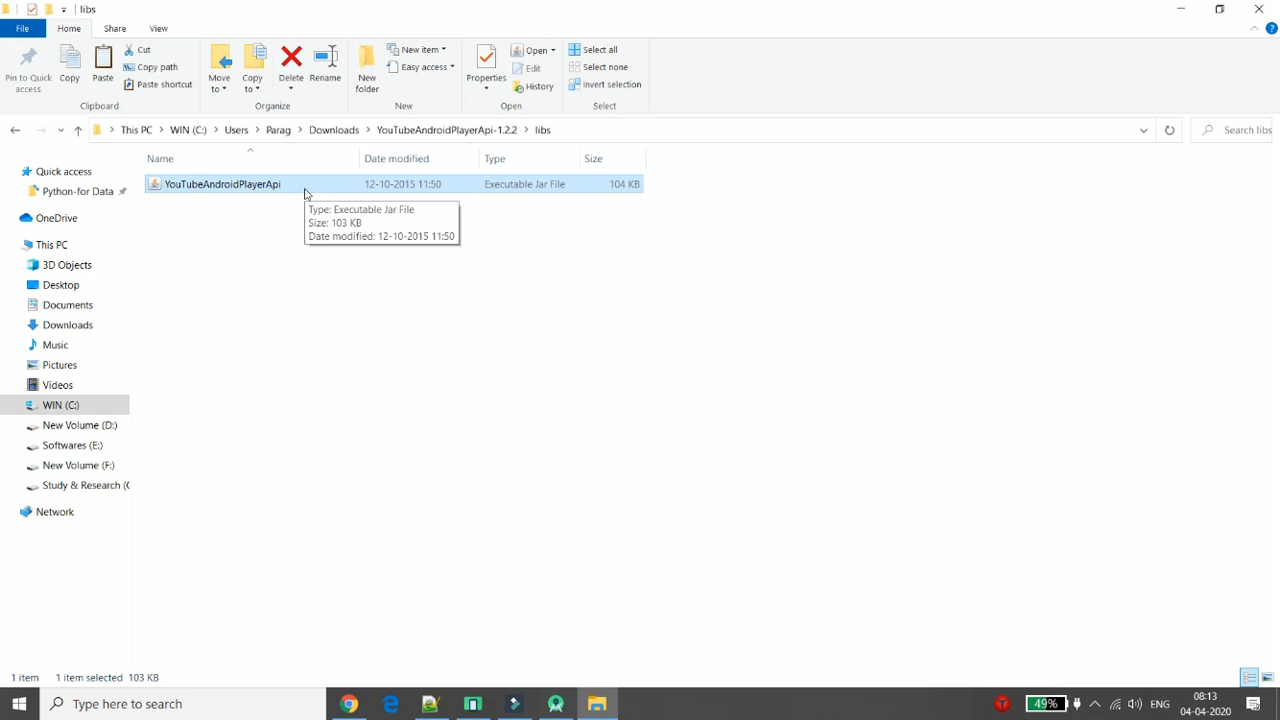 libs
File Home Share View
Pin to Quick access
Copy
Paste
Cut
Copy path
Paste shortcut
Clipboard
Move to
Copy to
Delete
Rename
Organize
New folder
New item
Easy access
New
Properties
Open
Edit
History
Open
Select all
Select none
Invert selection
Select
This PC > WIN (C:) > Users > Parag > Downloads > YouTubeAndroidPlayerApi-1.2.2 > libs
Search libs
Name Date modified Type Size
YouTubeAndroidPlayerApi 12-10-2015 11:50 Executable Jar File 104 KB
Type: Executable Jar File
Size: 103 KB
Date modified: 12-10-2015 11:50
Quick access
Python-for Data
OneDrive
This PC
3D Objects
Desktop
Documents
Downloads
Music
Pictures
Videos
WIN (C:)
New Volume (D:)
Softwares (E:)
New Volume (F:)
Study & Research (
Network
1 item 1 item selected 103 KB
Type here to search
49%
ENG
08:13
04-04-2020